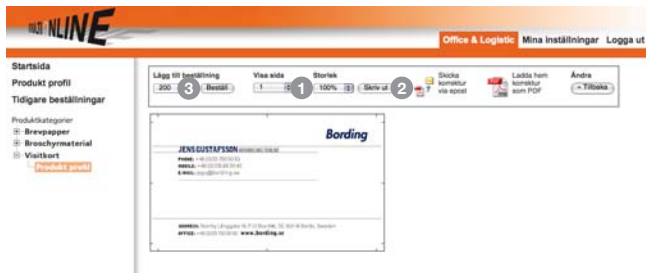 MULTI ONLINE
Office & Logistic Mina inställningar Logga ut
Startsida
Produkt profil
Tidigare beställningar
Produktkategorier
Brevpapper
Broschyrmaterial
Visitkort
Produkt profil
Lägg till beställning
200
3
Beställ
Visa sida
1
1
Storlek
100%
Skriv ut
2
Skicka
korrektur
via epost
Ladda hem
korrektur
som PDF
Ändra
Tillbaka
Bording
JENS GUSTAFSSON
PHONE:
MOBILE:
E-MAIL:
ADDRESS:
OFFICE: www.bording.se